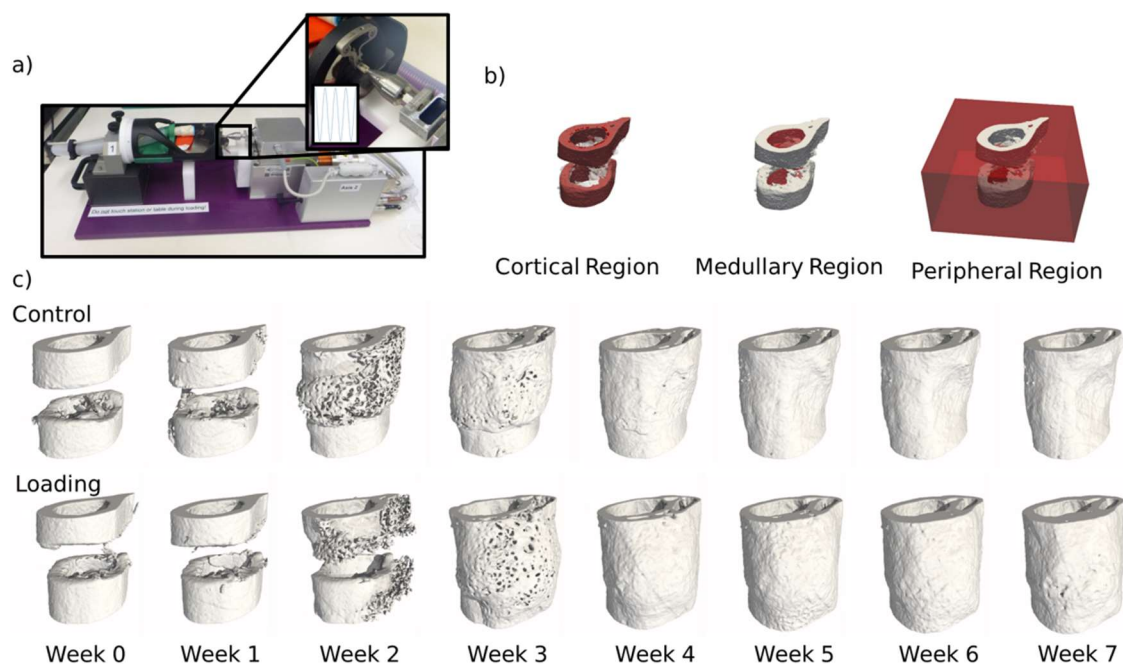 a)
Do not touch station or table during loading!
Axis 2
b)
Cortical Region
Medullary Region
Peripheral Region
c)
Control
Loading
Week 0
Week 1
Week 2
Week 3
Week 4
Week 5
Week 6
Week 7